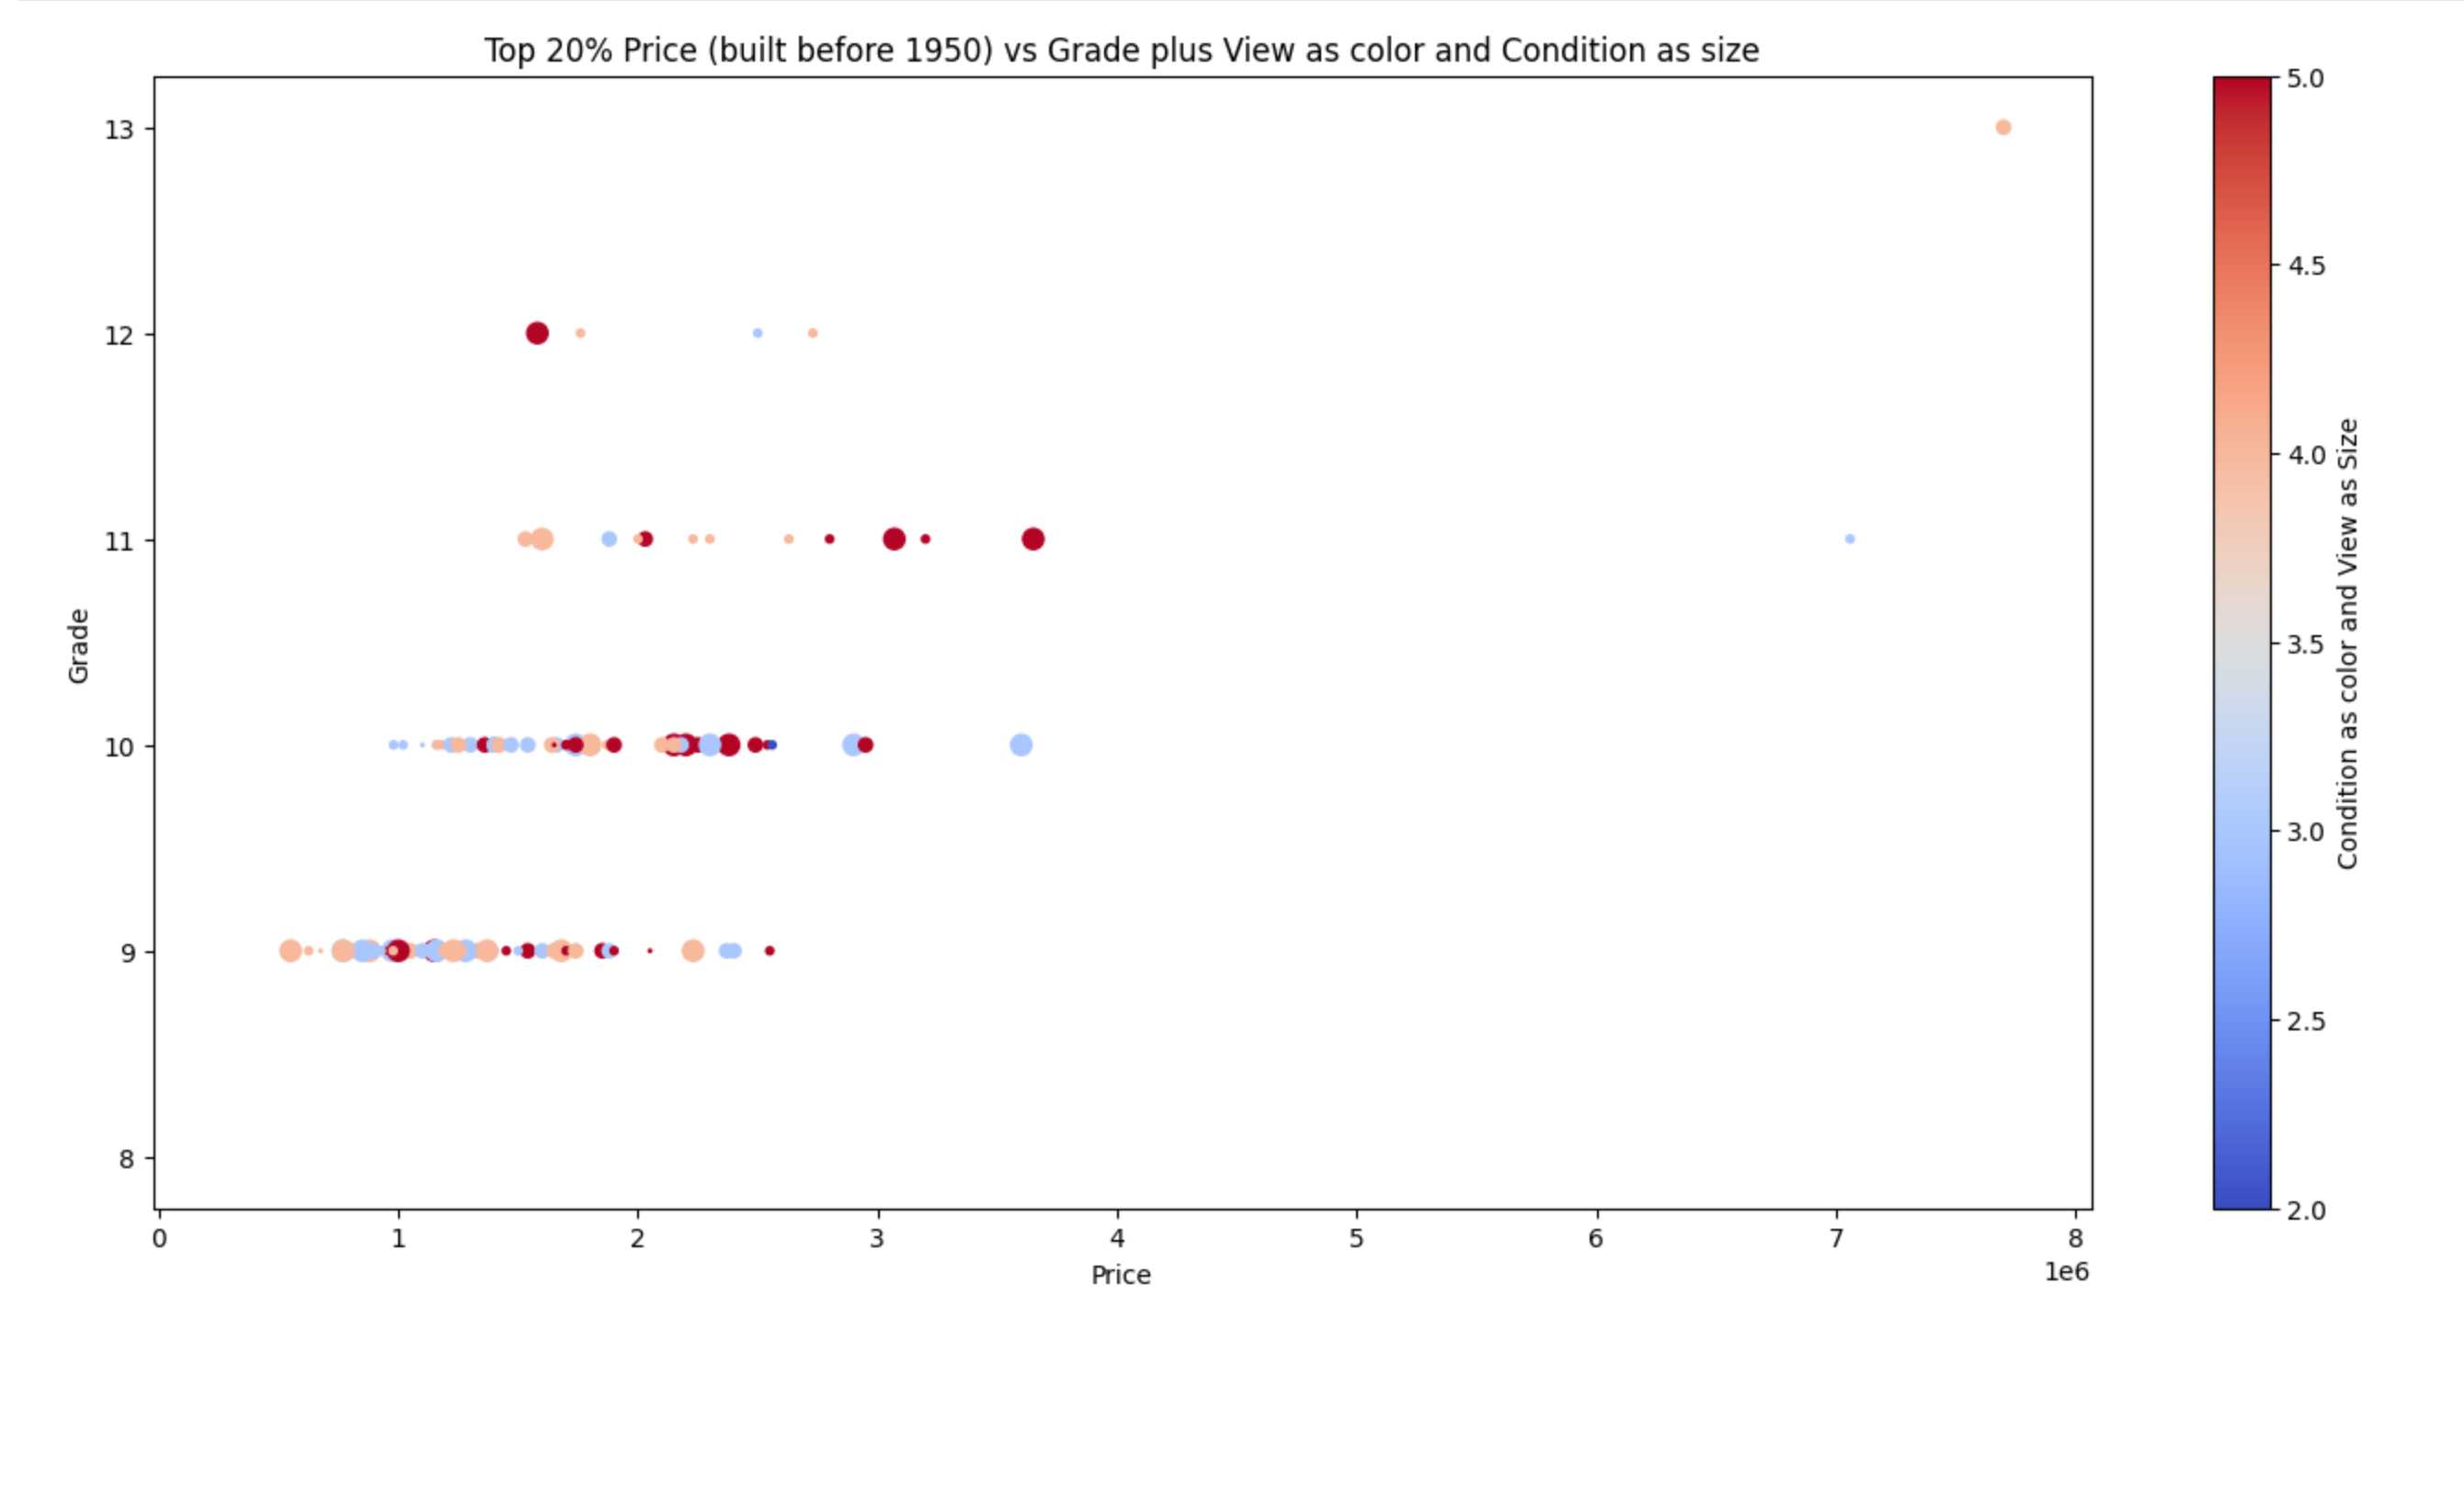 Top 20% Price (built before 1950) vs Grade plus View as color and Condition as size
13
12
11
10
9
8
Grade
0 1 2 3 4 5 6 7 8
1e6
Price
5.0
4.5
4.0
3.5
3.0
2.5
2.0
Condition as color and View as Size